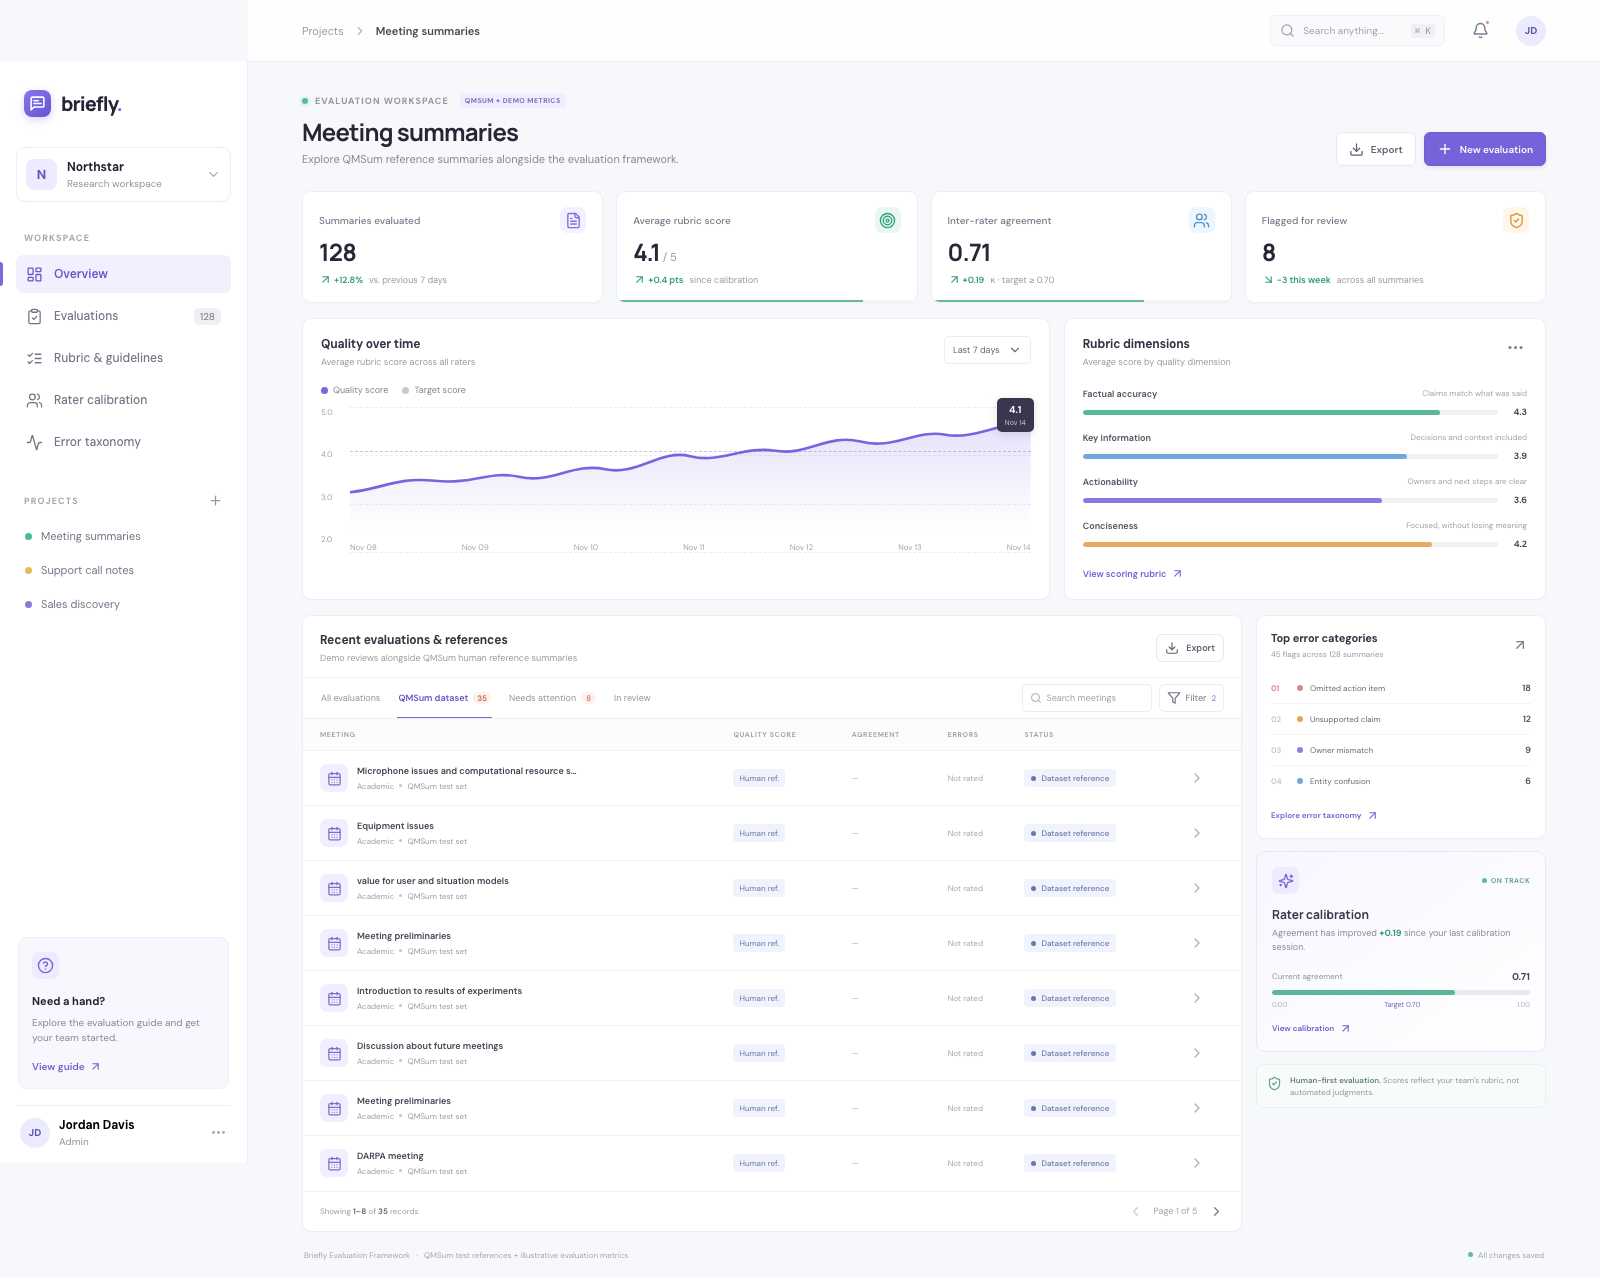 Projects > Meeting summaries
Search anything... ⌘ K
JD
briefly.
N
Northstar
Research workspace
WORKSPACE
Overview
Evaluations 128
Rubric & guidelines
Rater calibration
Error taxonomy
PROJECTS +
Meeting summaries
Support call notes
Sales discovery
Need a hand?
Explore the evaluation guide and get
your team started.
View guide
JD
Jordan Davis
Admin
EVALUATION WORKSPACE QMSUM + DEMO METRICS
Meeting summaries
Explore QMSum reference summaries alongside the evaluation framework.
Export
+ New evaluation
Summaries evaluated
128
+12.8% vs. previous 7 days
Average rubric score
4.1 / 5
+0.4 pts since calibration
Inter-rater agreement
0.71
+0.19 κ · target ≥ 0.70
Flagged for review
8
-3 this week across all summaries
Quality over time
Average rubric score across all raters
Last 7 days
Quality score Target score
5.0
4.0
3.0
2.0
4.1
Nov 14
Nov 08 Nov 09 Nov 10 Nov 11 Nov 12 Nov 13 Nov 14
Rubric dimensions
Average score by quality dimension
Factual accuracy Claims match what was said
4.3
Key information Decisions and context included
3.9
Actionability Owners and next steps are clear
3.6
Conciseness Focused, without losing meaning
4.2
View scoring rubric
Recent evaluations & references
Demo reviews alongside QMSum human reference summaries
Export
All evaluations QMSum dataset 35 Needs attention 8 In review
Search meetings
Filter 2
MEETING QUALITY SCORE AGREEMENT ERRORS STATUS
Microphone issues and computational resource s...
Academic • QMSum test set
Human ref. — Not rated Dataset reference
Equipment issues
Academic • QMSum test set
Human ref. — Not rated Dataset reference
value for user and situation models
Academic • QMSum test set
Human ref. — Not rated Dataset reference
Meeting preliminaries
Academic • QMSum test set
Human ref. — Not rated Dataset reference
Introduction to results of experiments
Academic • QMSum test set
Human ref. — Not rated Dataset reference
Discussion about future meetings
Academic • QMSum test set
Human ref. — Not rated Dataset reference
Meeting preliminaries
Academic • QMSum test set
Human ref. — Not rated Dataset reference
DARPA meeting
Academic • QMSum test set
Human ref. — Not rated Dataset reference
Showing 1–8 of 35 records
Page 1 of 5
Top error categories
45 flags across 128 summaries
01 Omitted action item 18
02 Unsupported claim 12
03 Owner mismatch 9
04 Entity confusion 6
Explore error taxonomy
ON TRACK
Rater calibration
Agreement has improved +0.19 since your last calibration
session.
Current agreement 0.71
0.00 Target 0.70 1.00
View calibration
Human-first evaluation. Scores reflect your team's rubric, not
automated judgments.
Briefly Evaluation Framework · QMSum test references + illustrative evaluation metrics
All changes saved